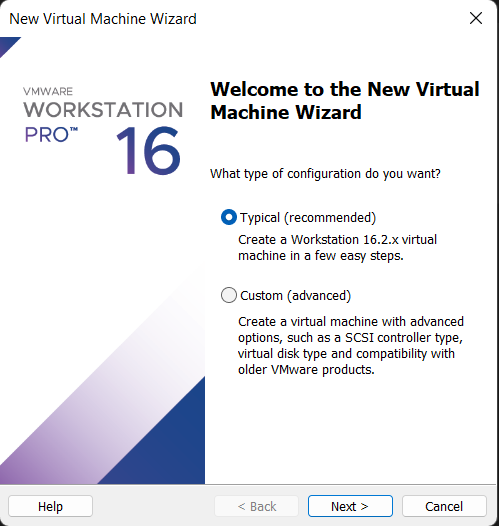 New Virtual Machine Wizard
VMWARE
WORKSTATION
PRO™ 16
Welcome to the New Virtual
Machine Wizard
What type of configuration do you want?
Typical (recommended)
Create a Workstation 16.2.x virtual
machine in a few easy steps.
Custom (advanced)
Create a virtual machine with advanced
options, such as a SCSI controller type,
virtual disk type and compatibility with
older VMware products.
Help
< Back
Next >
Cancel